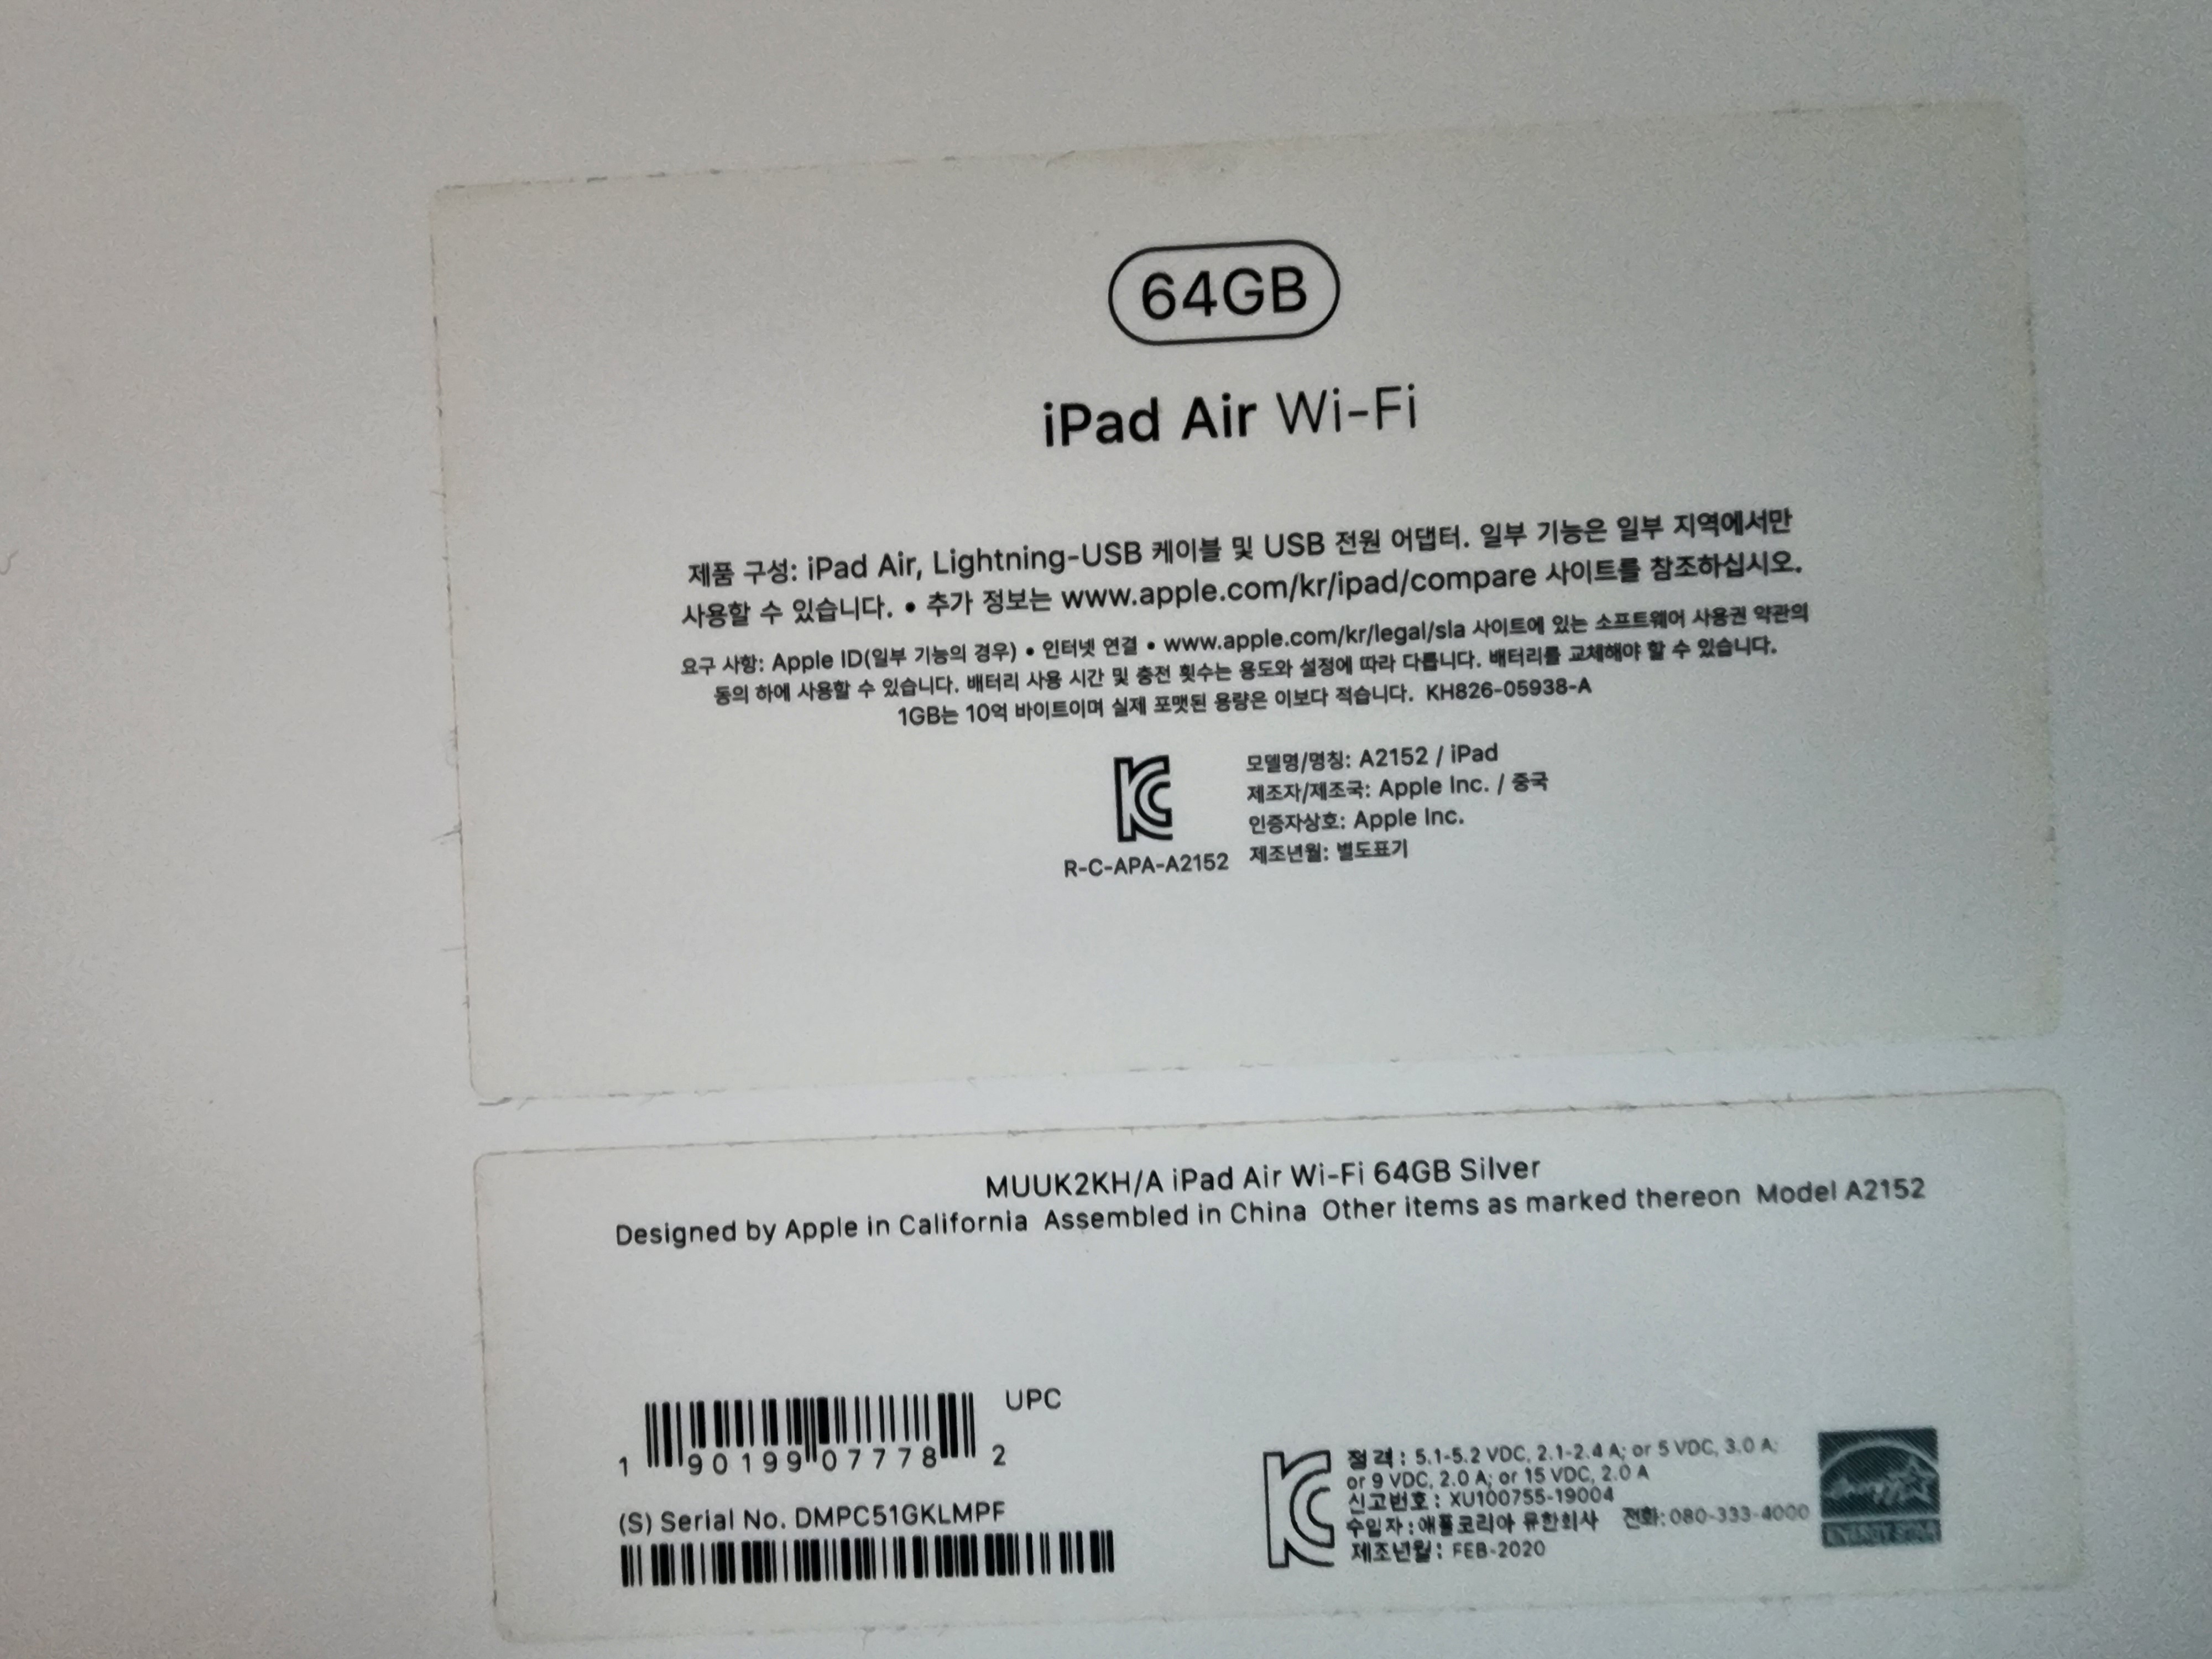 64GB
iPad Air Wi-Fi
제품 구성: iPad Air, Lightning-USB 케이블 및 USB 전원 어댑터. 일부 기능은 일부 지역에서만
사용할 수 있습니다. • 추가 정보는 www.apple.com/kr/ipad/compare 사이트를 참조하십시오.
요구 사항: Apple ID(일부 기능의 경우) • 인터넷 연결 • www.apple.com/kr/legal/sla 사이트에 있는 소프트웨어 사용권 약관의
동의 하에 사용할 수 있습니다. 배터리 사용 시간 및 충전 횟수는 용도와 설정에 따라 다릅니다. 배터리를 교체해야 할 수 있습니다.
1GB는 10억 바이트이며 실제 포맷된 용량은 이보다 적습니다. KH826-05938-A
R-C-APA-A2152
모델명/명칭: A2152 / iPad
제조자/제조국: Apple Inc. / 중국
인증자상호: Apple Inc.
제조년월: 별도표기
MUUK2KH/A iPad Air Wi-Fi 64GB Silver
Designed by Apple in California Assembled in China Other items as marked thereon Model A2152
UPC
1 90199 07778 2
(S) Serial No. DMPC51GKLMPF
정격: 5.1-5.2 VDC, 2.1-2.4 A; or 5 VDC, 3.0 A;
or 9 VDC, 2.0 A; or 15 VDC, 2.0 A
신고번호: XU100755-19004
수입자:애플코리아 유한회사 전화:080-333-4000
제조년월: FEB-2020
ENERGY STAR